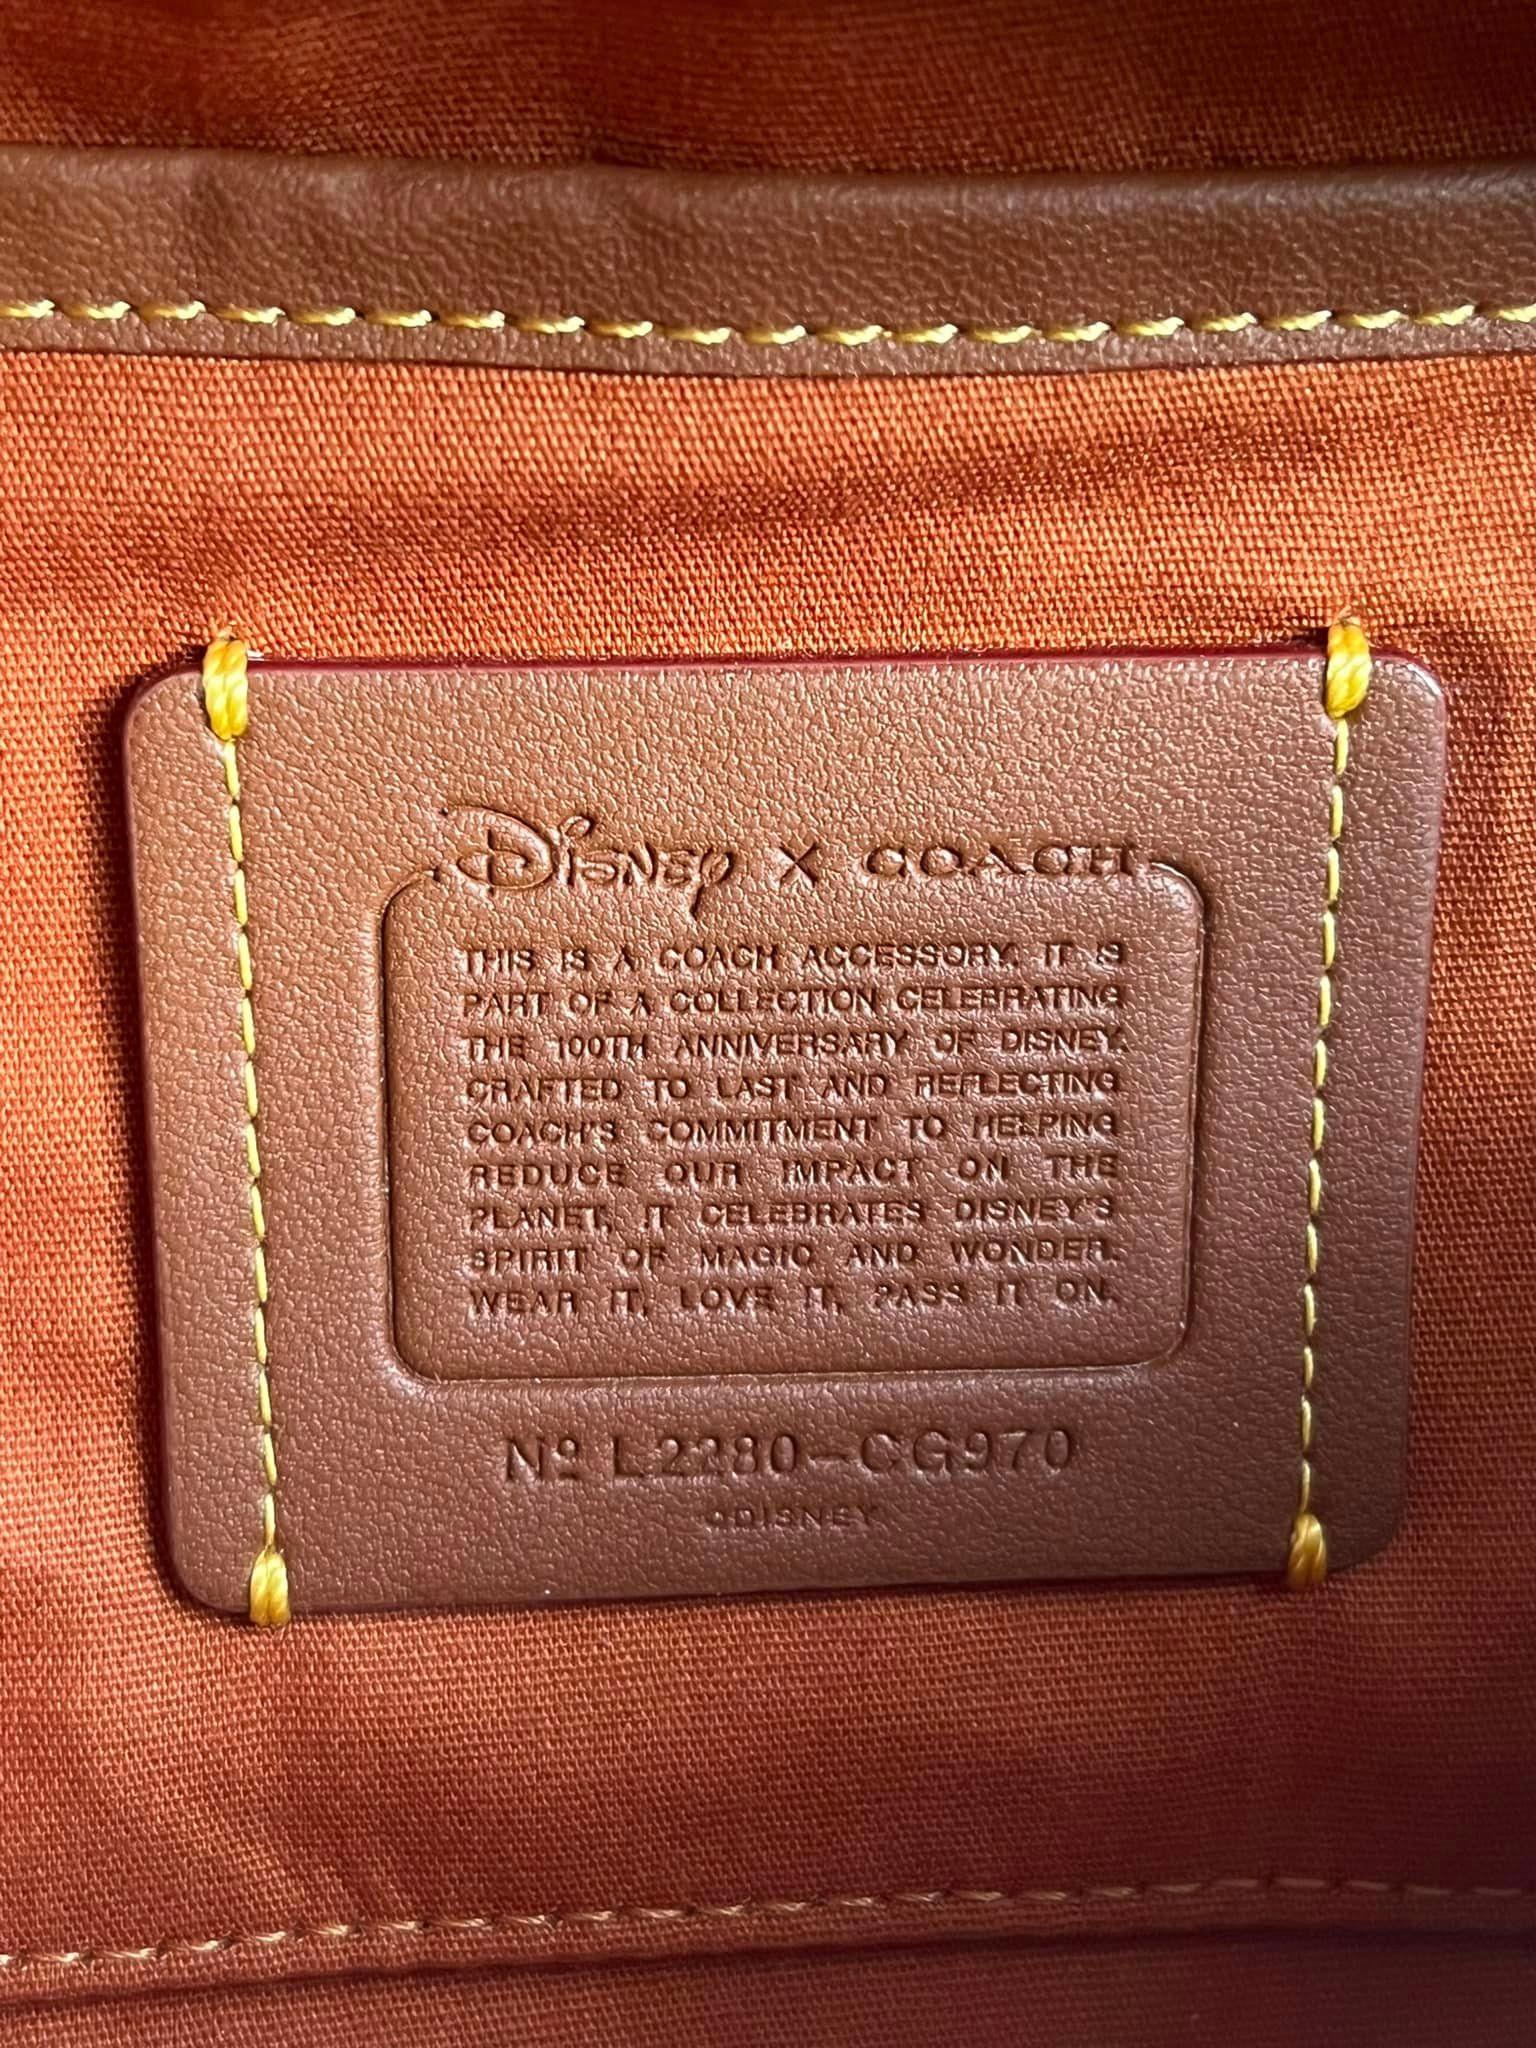 Disney X COACH
THIS IS A COACH ACCESSORY. IT IS
PART OF A COLLECTION CELEBRATING
THE 100TH ANNIVERSARY OF DISNEY.
CRAFTED TO LAST AND REFLECTING
COACH'S COMMITMENT TO HELPING
REDUCE OUR IMPACT ON THE
PLANET, IT CELEBRATES DISNEY'S
SPIRIT OF MAGIC AND WONDER.
WEAR IT, LOVE IT, PASS IT ON.
Nº L2280-CG970
©DISNEY